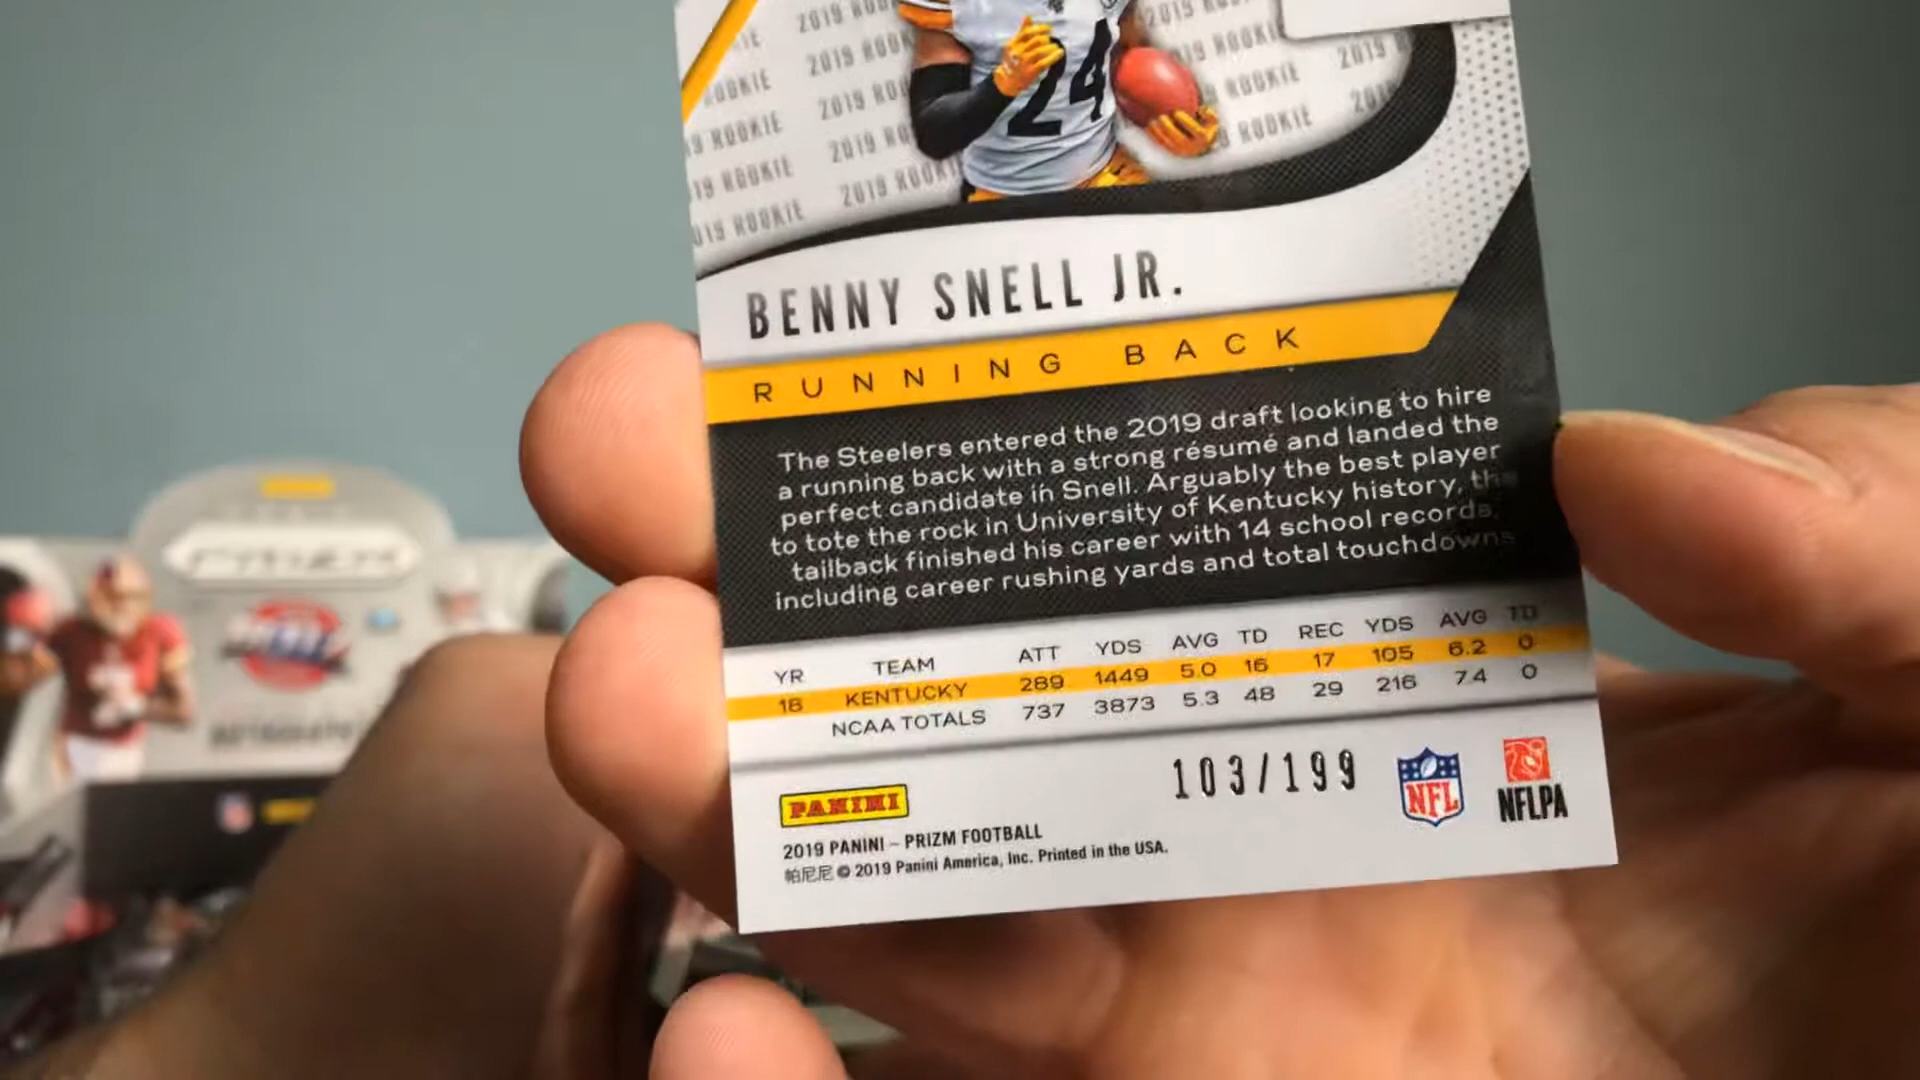 2019 ROOKIE
2019 ROOKIE
2019 ROOKIE
24
BENNY SNELL JR.
RUNNING BACK
The Steelers entered the 2019 draft looking to hire
a running back with a strong résumé and landed the
perfect candidate in Snell. Arguably the best player
to tote the rock in University of Kentucky history, the
tailback finished his career with 14 school records,
including career rushing yards and total touchdowns
YR TEAM ATT YDS AVG TD REC YDS AVG TD
18 KENTUCKY 289 1449 5.0 16 17 105 6.2 0
NCAA TOTALS 737 3873 5.3 48 29 216 7.4 0
103/199
PANINI
NFL
NFLPA
2019 PANINI – PRIZM FOOTBALL
帕尼尼 © 2019 Panini America, Inc. Printed in the USA.
PRIZM